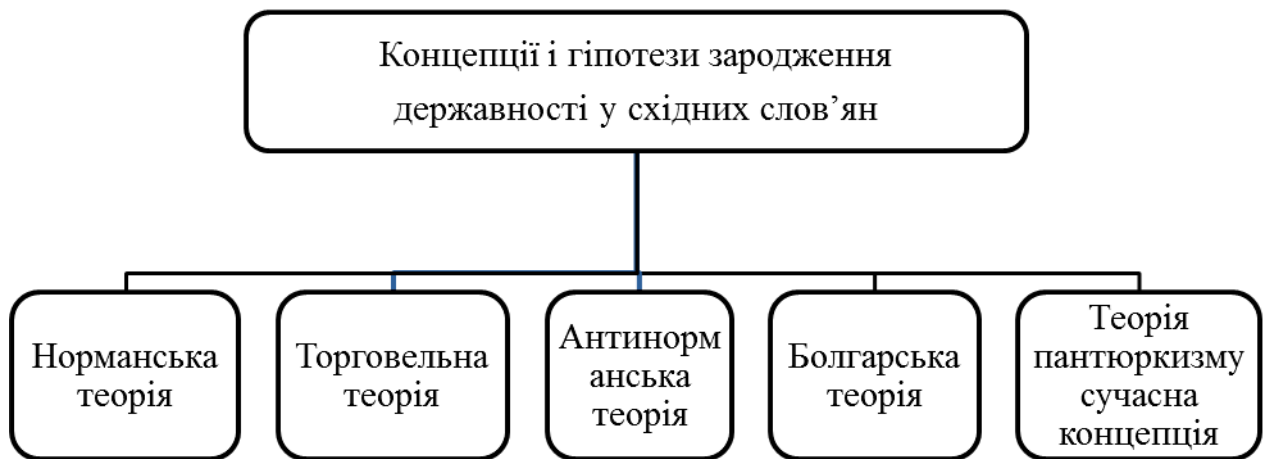 Концепції і гіпотези зародження
державності у східних слов’ян
Норманська
теорія
Торговельна
теорія
Антинорм
анська
теорія
Болгарська
теорія
Теорія
пантюркизму
сучасна
концепція